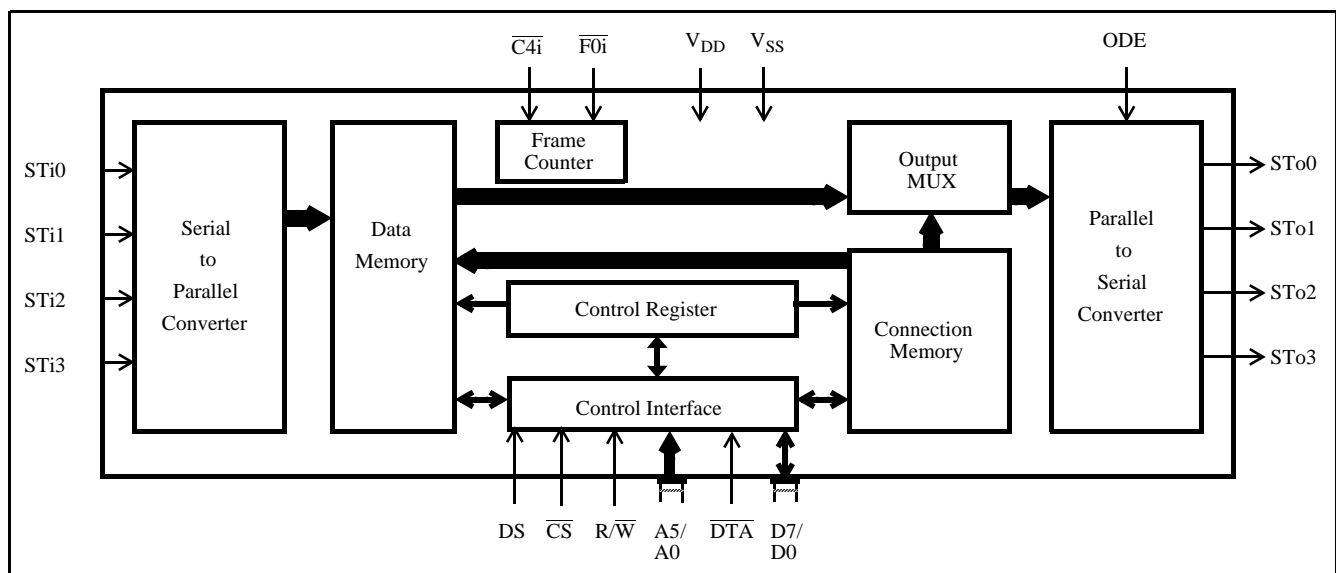 C4i F0i VDD VSS ODE
Frame
Counter
Output
MUX
STi0
STi1
STi2
STi3
Serial
to
Parallel
Converter
Data
Memory
Control Register
Control Interface
Connection
Memory
Parallel
to
Serial
Converter
STo0
STo1
STo2
STo3
DS CS R/W A5/ DTA D7/
A0 D0